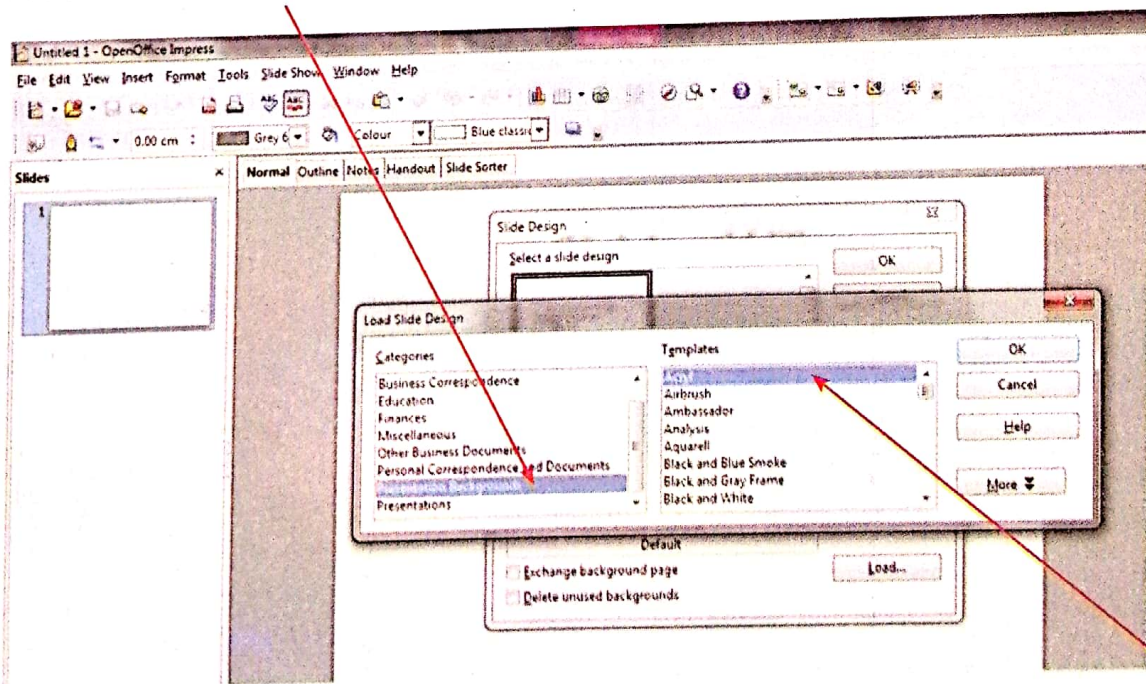 Untitled 1 - OpenOffice Impress
File Edit View Insert Format Tools Slide Show Window Help
ABC ABC
0.00 cm Grey 6 Colour Blue classic
Slides
Normal Outline Notes Handout Slide Sorter
1
Slide Design
Select a slide design
OK
Load Slide Design
Categories
Business Correspondence
Education
Finances
Miscellaneous
Other Business Documents
Personal Correspondence and Documents
Presentations
Templates
Airbrush
Ambassador
Analysis
Aquarell
Black and Blue Smoke
Black and Gray Frame
Black and White
OK
Cancel
Help
More
Default
Exchange background page
Delete unused backgrounds
Load...